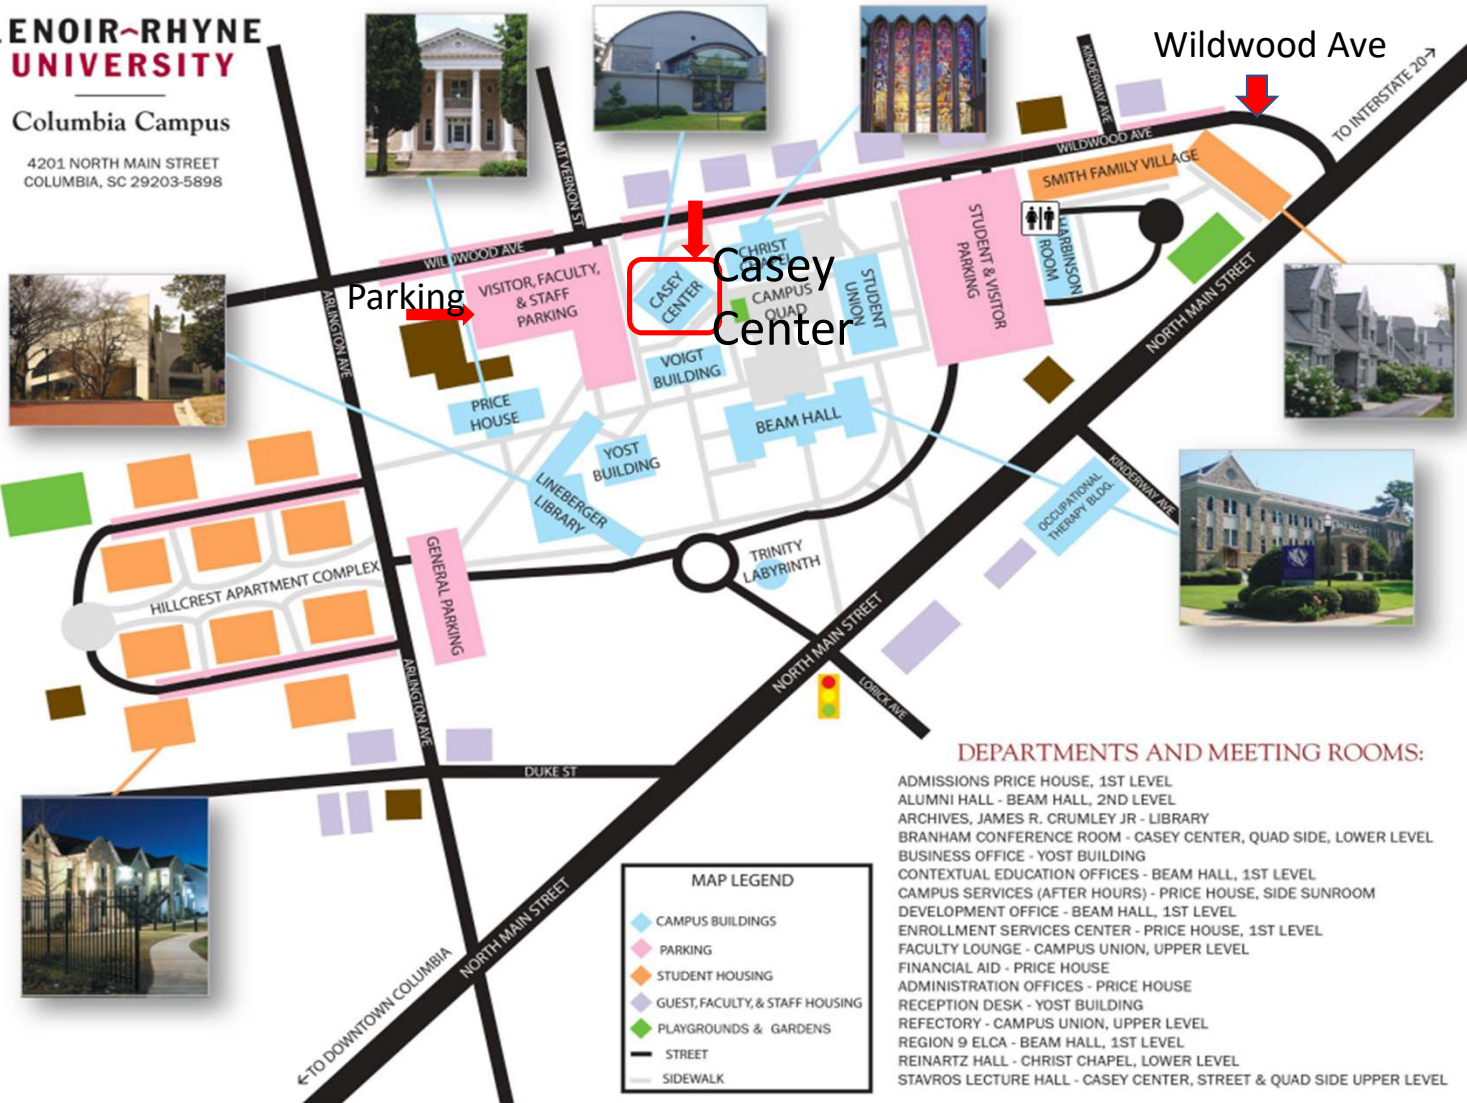 LENOIR-RHYNE
UNIVERSITY
Columbia Campus
4201 NORTH MAIN STREET
COLUMBIA, SC 29203-5898
Wildwood Ave
TO INTERSTATE 20→
KINDERWAY AVE
WILDWOOD AVE
SMITH FAMILY VILLAGE
MT VERNON ST
WILDWOOD AVE
VISITOR, FACULTY,
& STAFF
PARKING
Parking
CASEY
CENTER
Casey
Center
CHRIST
CAMPUS
QUAD
STUDENT
UNION
STUDENT & VISITOR
PARKING
HARBINSON
ROOM
NORTH MAIN STREET
ARLINGTON AVE
VOIGT
BUILDING
PRICE
HOUSE
BEAM HALL
YOST
BUILDING
LINEBERGER
LIBRARY
KINDERWAY AVE
OCCUPATIONAL
THERAPY BLDG.
GENERAL PARKING
TRINITY
LABYRINTH
HILLCREST APARTMENT COMPLEX
NORTH MAIN STREET
LORICK AVE
ARLINGTON AVE
DUKE ST
NORTH MAIN STREET
←TO DOWNTOWN COLUMBIA
MAP LEGEND
CAMPUS BUILDINGS
PARKING
STUDENT HOUSING
GUEST, FACULTY, & STAFF HOUSING
PLAYGROUNDS & GARDENS
STREET
SIDEWALK
DEPARTMENTS AND MEETING ROOMS:
ADMISSIONS PRICE HOUSE, 1ST LEVEL
ALUMNI HALL - BEAM HALL, 2ND LEVEL
ARCHIVES, JAMES R. CRUMLEY JR - LIBRARY
BRANHAM CONFERENCE ROOM - CASEY CENTER, QUAD SIDE, LOWER LEVEL
BUSINESS OFFICE - YOST BUILDING
CONTEXTUAL EDUCATION OFFICES - BEAM HALL, 1ST LEVEL
CAMPUS SERVICES (AFTER HOURS) - PRICE HOUSE, SIDE SUNROOM
DEVELOPMENT OFFICE - BEAM HALL, 1ST LEVEL
ENROLLMENT SERVICES CENTER - PRICE HOUSE, 1ST LEVEL
FACULTY LOUNGE - CAMPUS UNION, UPPER LEVEL
FINANCIAL AID - PRICE HOUSE
ADMINISTRATION OFFICES - PRICE HOUSE
RECEPTION DESK - YOST BUILDING
REFECTORY - CAMPUS UNION, UPPER LEVEL
REGION 9 ELCA - BEAM HALL, 1ST LEVEL
REINARTZ HALL - CHRIST CHAPEL, LOWER LEVEL
STAVROS LECTURE HALL - CASEY CENTER, STREET & QUAD SIDE UPPER LEVEL